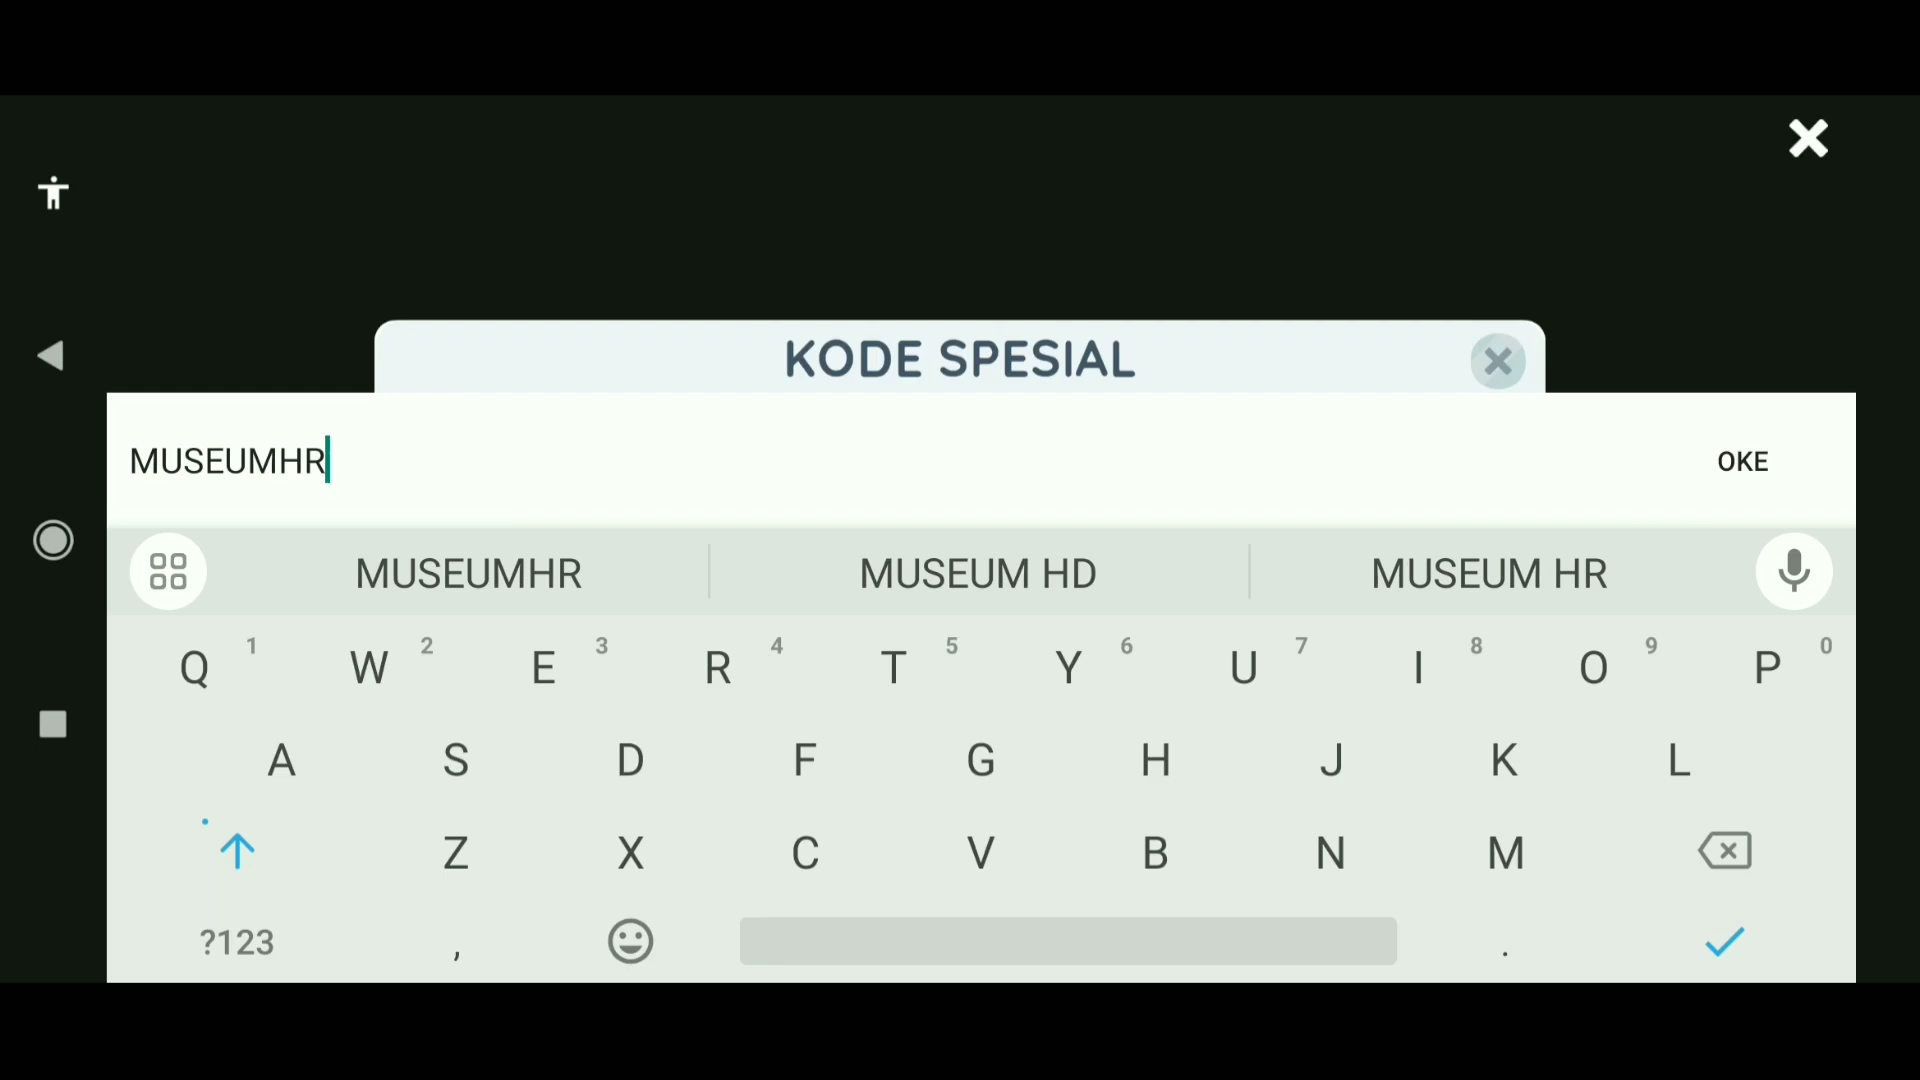 KODE SPESIAL
MUSEUMHR
OKE
MUSEUMHR MUSEUM HD MUSEUM HR
Q 1 W 2 E 3 R 4 T 5 Y 6 U 7 I 8 O 9 P 0
A S D F G H J K L
Z X C V B N M
?123 , .